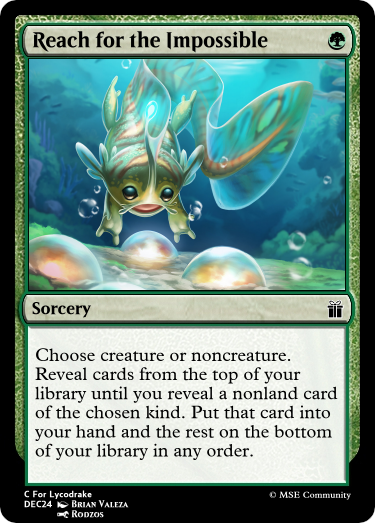 Reach for the Impossible
Sorcery
Choose creature or noncreature.
Reveal cards from the top of your
library until you reveal a nonland card
of the chosen kind. Put that card into
your hand and the rest on the bottom
of your library in any order.
C For Lycodrake
DEC24 Brian Valeza
Rodzos
© MSE Community